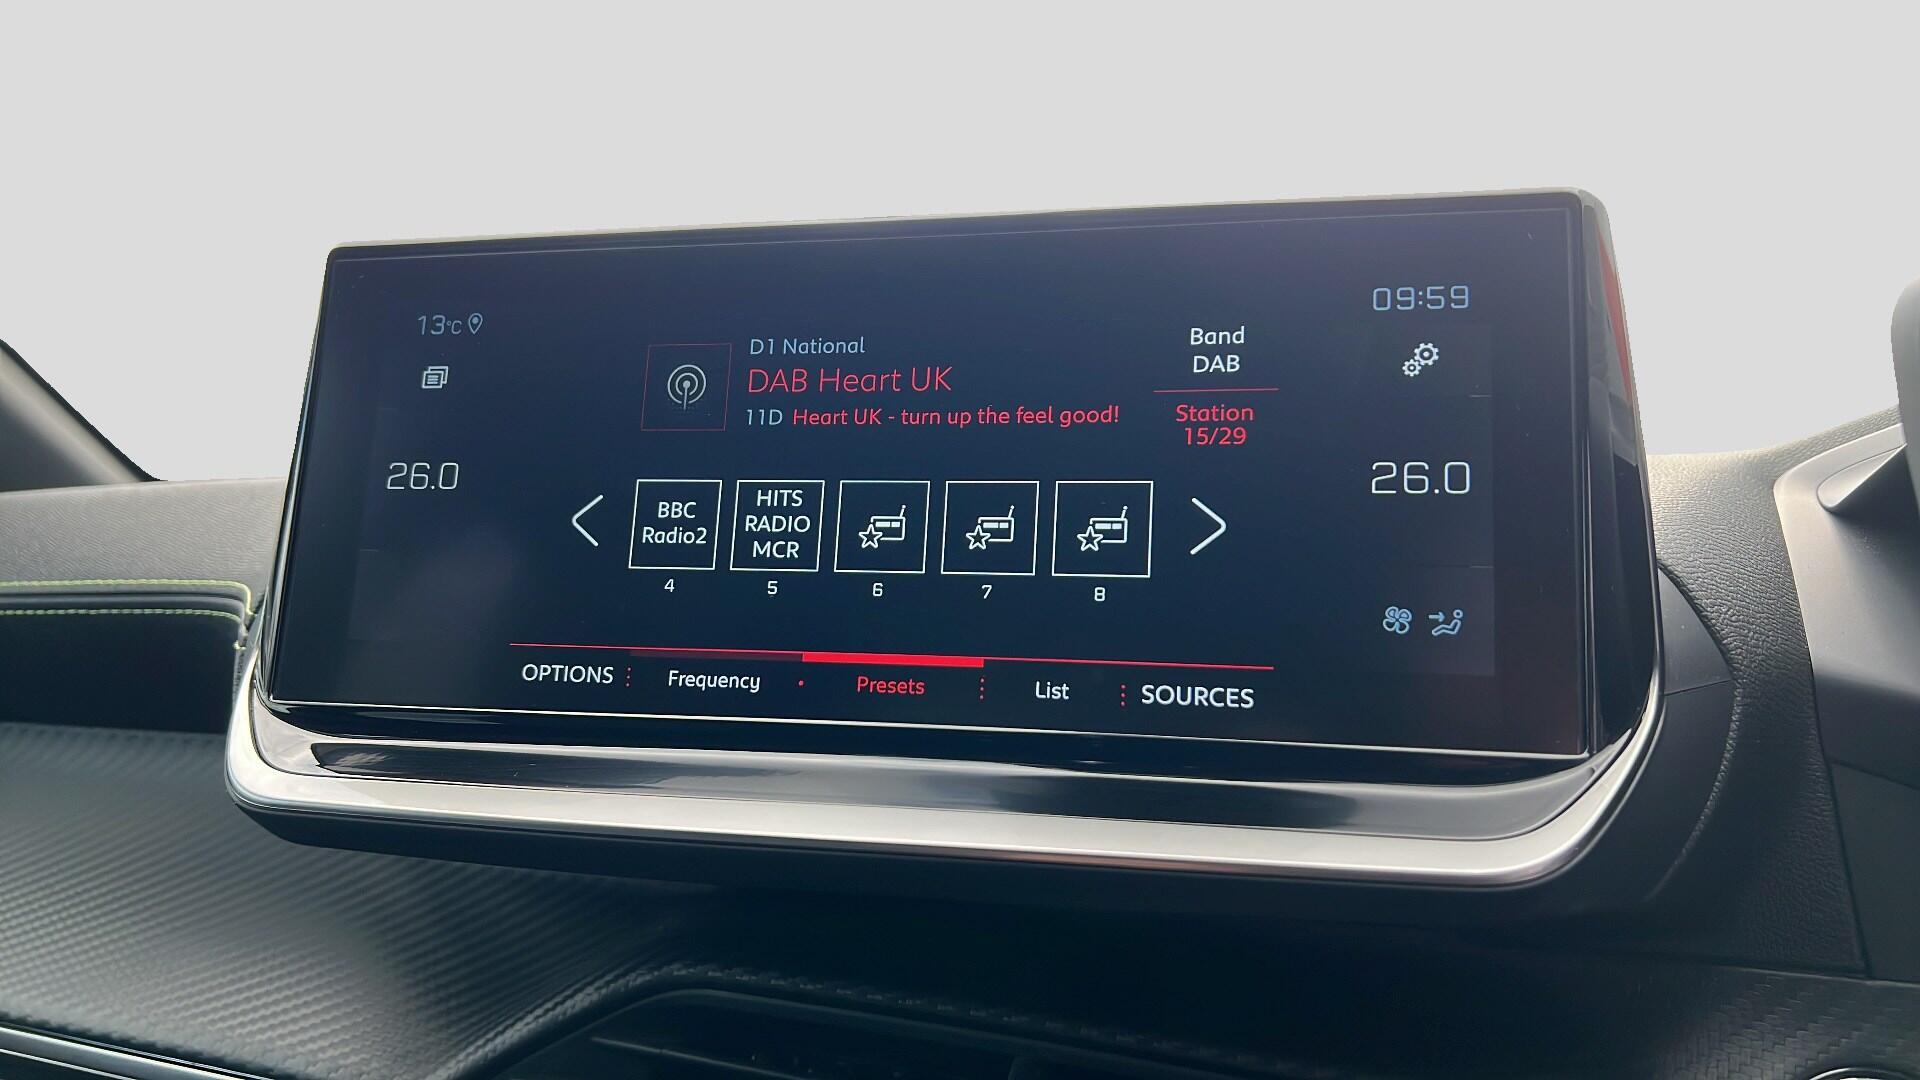 13°C
09:59
D1 National
DAB Heart UK
11D Heart UK - turn up the feel good!
Band
DAB
Station
15/29
26.0
26.0
BBC
Radio2
HITS
RADIO
MCR
4
5
6
7
8
OPTIONS
Frequency
Presets
List
SOURCES